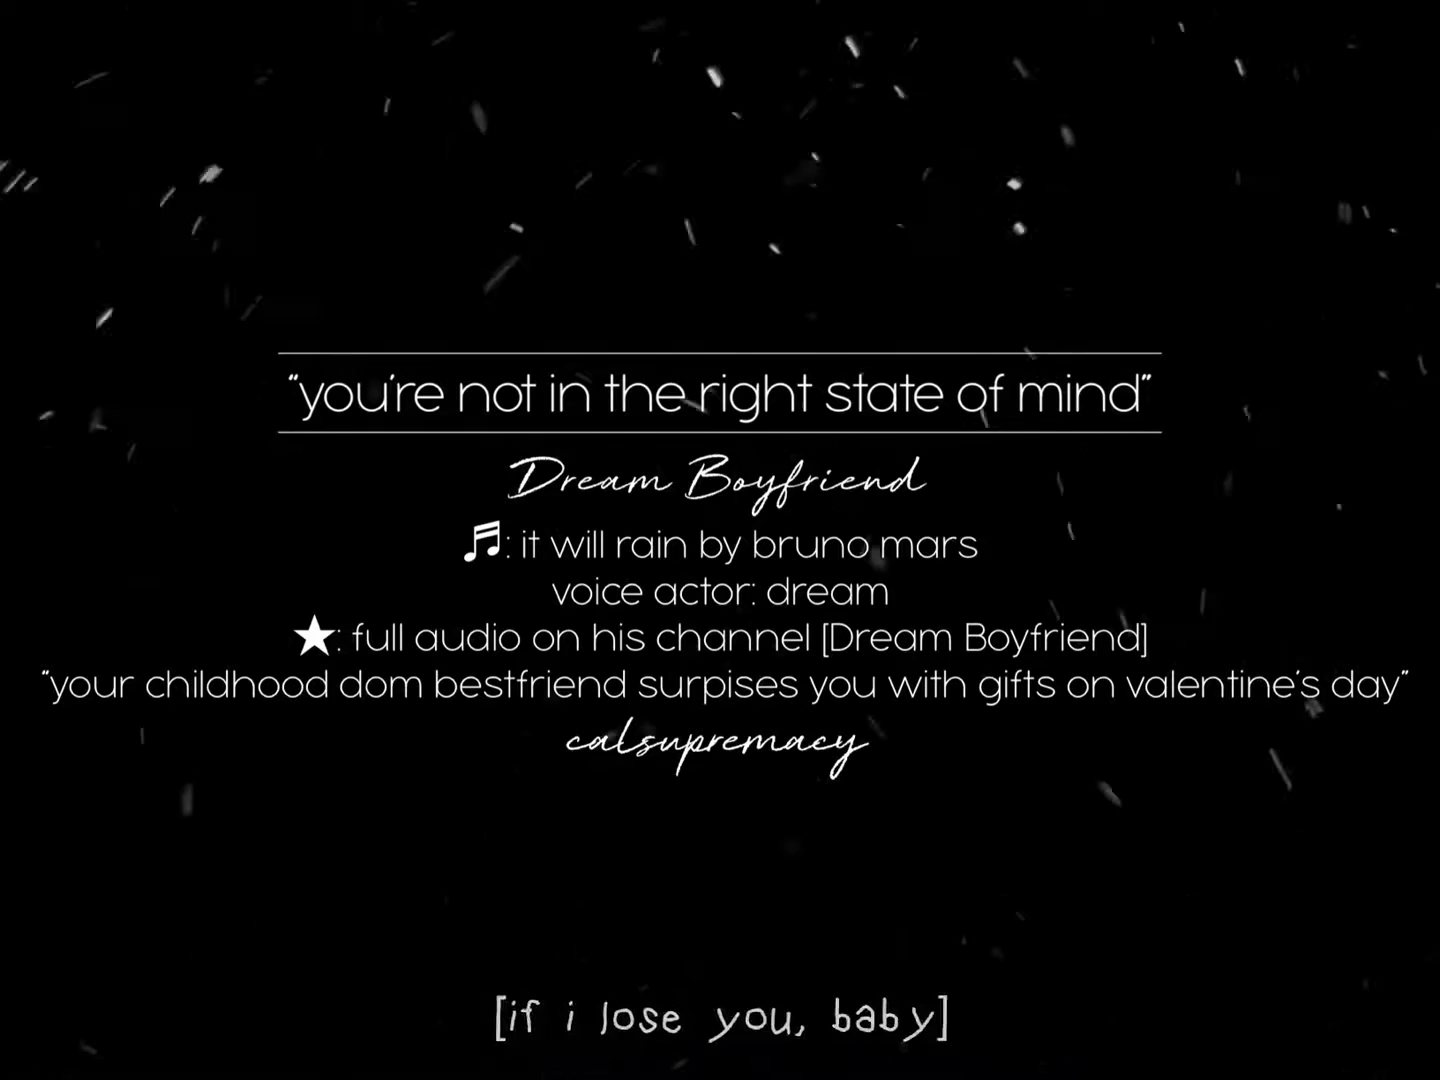 "you're not in the right state of mind"
Dream Boyfriend
♬: it will rain by bruno mars
voice actor: dream
★: full audio on his channel [Dream Boyfriend]
"your childhood dom bestfriend surpises you with gifts on valentine's day"
calsupremacy
[if i lose you, baby]